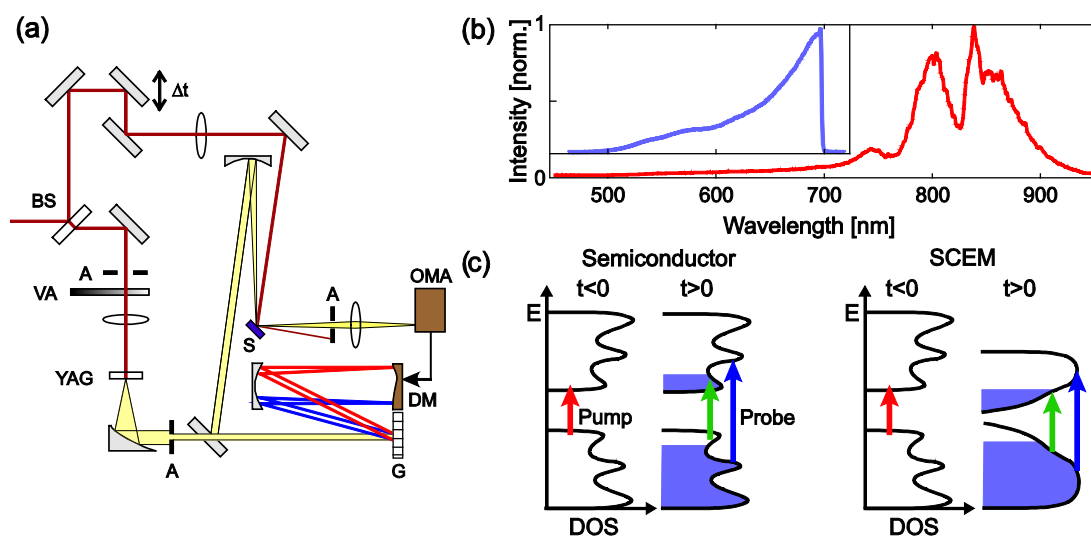 (a)
Δt
BS
A
VA
YAG
A
S
A
OMA
DM
G
(b)
Intensity [norm.]
1
0
500 600 700 800 900
Wavelength [nm]
(c)
Semiconductor
t<0 t>0
E
Pump
Probe
DOS
SCEM
t<0 t>0
E
DOS